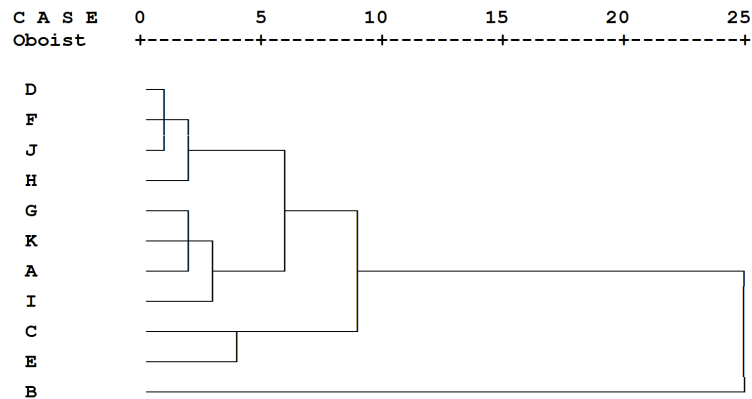 C A S E 0 5 10 15 20 25
Oboist +---------+---------+---------+---------+---------+
D
F
J
H
G
K
A
I
C
E
B